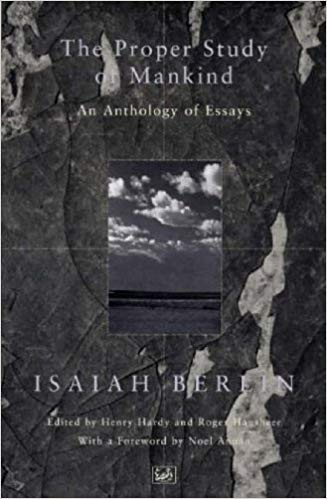 The Proper Study
of Mankind
An Anthology of Essays
ISAIAH BERLIN
Edited by Henry Hardy and Roger Hausheer
With a Foreword by Noel Annan